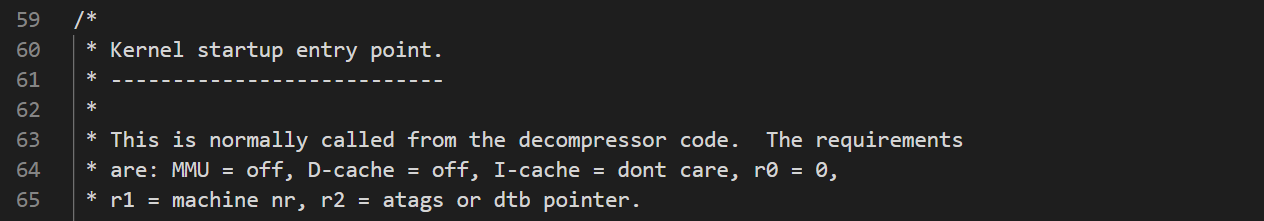 59 /*
60 * Kernel startup entry point.
61 * ---------------------------
62 *
63 * This is normally called from the decompressor code.  The requirements
64 * are: MMU = off, D-cache = off, I-cache = dont care, r0 = 0,
65 * r1 = machine nr, r2 = atags or dtb pointer.